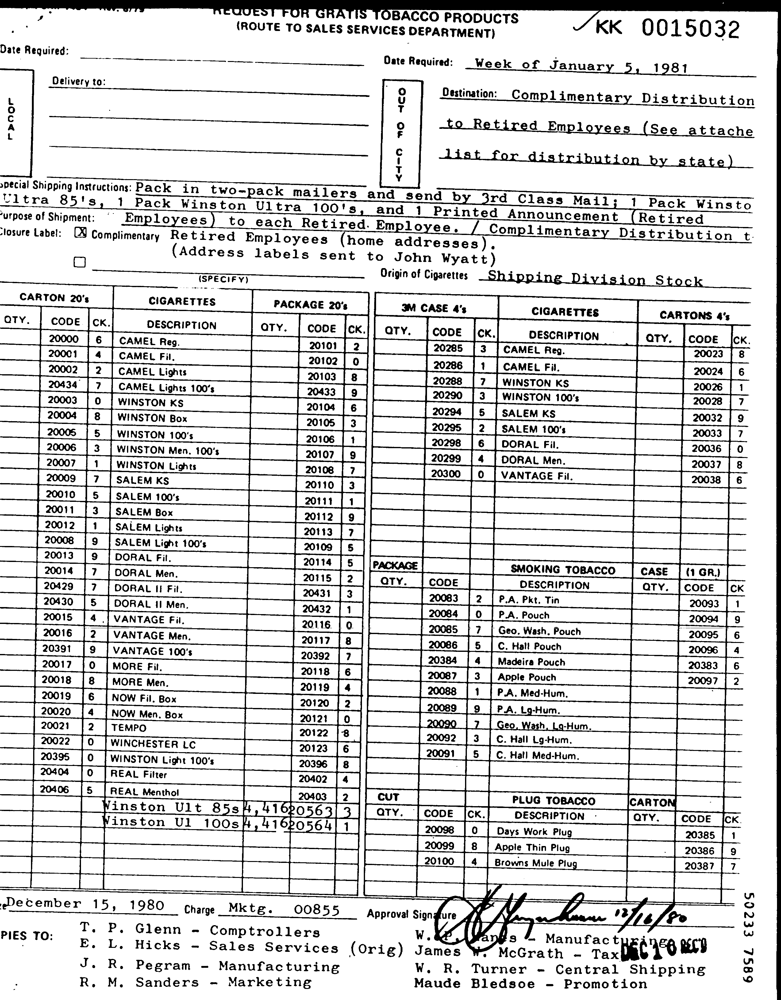 REQUEST FOR GRATIS TOBACCO PRODUCTS
(ROUTE TO SALES SERVICES DEPARTMENT)
KK 0015032
Date Required:
Date Required: Week of January 5, 1981
LOCAL
Delivery to:
OUT OF CITY
Destination: Complimentary Distribution
to Retired Employees (See attache
list for distribution by state)
Special Shipping Instructions: Pack in two-pack mailers and send by 3rd Class Mail; 1 Pack Winsto
Ultra 85's, 1 Pack Winston Ultra 100's, and 1 Printed Announcement (Retired
Purpose of Shipment: Employees) to each Retired Employee. / Complimentary Distribution t
Closure Label: [X] Complimentary Retired Employees (home addresses).
(Address labels sent to John Wyatt)
(SPECIFY)
Origin of Cigarettes Shipping Division Stock
CARTON 20's CIGARETTES PACKAGE 20's
QTY. CODE CK. DESCRIPTION QTY. CODE CK.
20000 6 CAMEL Reg. 20101 2
20001 4 CAMEL Fil. 20102 0
20002 2 CAMEL Lights 20103 8
20434 7 CAMEL Lights 100's 20433 9
20003 0 WINSTON KS 20104 6
20004 8 WINSTON Box 20105 3
20005 5 WINSTON 100's 20106 1
20006 3 WINSTON Men. 100's 20107 9
20007 1 WINSTON Lights 20108 7
20009 7 SALEM KS 20110 3
20010 5 SALEM 100's 20111 1
20011 3 SALEM Box 20112 9
20012 1 SALEM Lights 20113 7
20008 9 SALEM Light 100's 20109 5
20013 9 DORAL Fil. 20114 5
20014 7 DORAL Men. 20115 2
20429 7 DORAL II Fil. 20431 3
20430 5 DORAL II Men. 20432 1
20015 4 VANTAGE Fil. 20116 0
20016 2 VANTAGE Men. 20117 8
20391 9 VANTAGE 100's 20392 7
20017 0 MORE Fil. 20118 6
20018 8 MORE Men. 20119 4
20019 6 NOW Fil. Box 20120 2
20020 4 NOW Men. Box 20121 0
20021 2 TEMPO 20122 8
20022 0 WINCHESTER LC 20123 6
20395 0 WINSTON Light 100's 20396 8
20404 0 REAL Filter 20402 4
20406 5 REAL Menthol 20403 2
Winston Ult 85s 4,416 20563 3
Winston Ul 100s 4,416 20564 1
3M CASE 4's CIGARETTES CARTONS 4's
QTY. CODE CK. DESCRIPTION QTY. CODE CK.
20285 3 CAMEL Reg. 20023 8
20286 1 CAMEL Fil. 20024 6
20288 7 WINSTON KS 20026 1
20290 3 WINSTON 100's 20028 7
20294 5 SALEM KS 20032 9
20295 2 SALEM 100's 20033 7
20298 6 DORAL Fil. 20036 0
20299 4 DORAL Men. 20037 8
20300 0 VANTAGE Fil. 20038 6
PACKAGE SMOKING TOBACCO CASE (1 GR.)
QTY. CODE DESCRIPTION QTY. CODE CK
20083 2 P.A. Pkt. Tin 20093 1
20084 0 P.A. Pouch 20094 9
20085 7 Geo. Wash. Pouch 20095 6
20086 5 C. Hall Pouch 20096 4
20384 4 Madeira Pouch 20383 6
20087 3 Apple Pouch 20097 2
20088 1 P.A. Med-Hum.
20089 9 P.A. Lg-Hum.
20090 7 Geo. Wash. Lg-Hum.
20092 3 C. Hall Lg-Hum.
20091 5 C. Hall Med-Hum.
CUT PLUG TOBACCO CARTON
QTY. CODE CK. DESCRIPTION QTY. CODE CK.
20098 0 Days Work Plug 20385 1
20099 8 Apple Thin Plug 20386 9
20100 4 Browns Mule Plug 20387 7
December 15, 1980 Charge Mktg. 00855 Approval Signature 12/16/80
PIES TO: T. P. Glenn - Comptrollers
E. L. Hicks - Sales Services (Orig)
J. R. Pegram - Manufacturing
R. M. Sanders - Marketing
W. P. - Manufacturing
James W. McGrath - Tax
DEC 16 REC'D
W. R. Turner - Central Shipping
Maude Bledsoe - Promotion
50233 7589